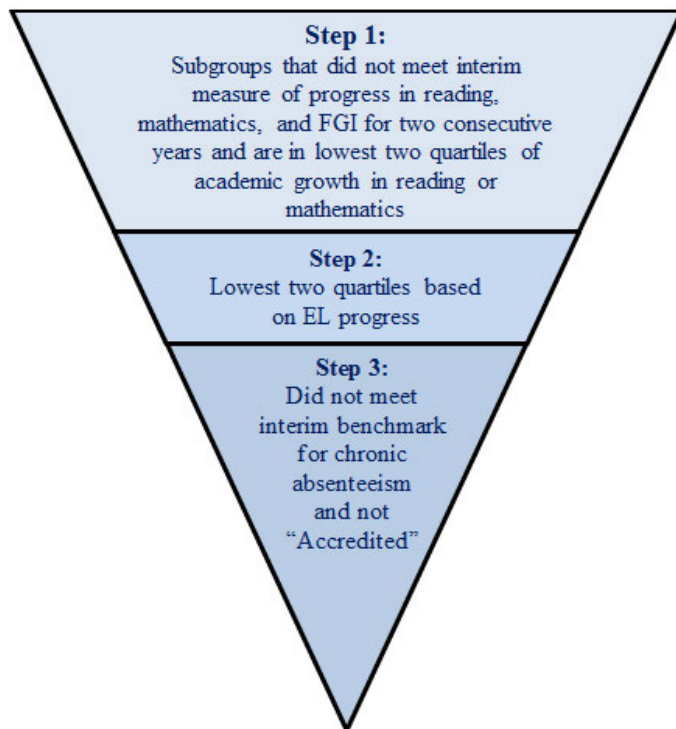 Step 1:
Subgroups that did not meet interim
measure of progress in reading,
mathematics, and FGI for two consecutive
years and are in lowest two quartiles of
academic growth in reading or
mathematics
Step 2:
Lowest two quartiles based
on EL progress
Step 3:
Did not meet
interim benchmark
for chronic
absenteeism
and not
“Accredited”